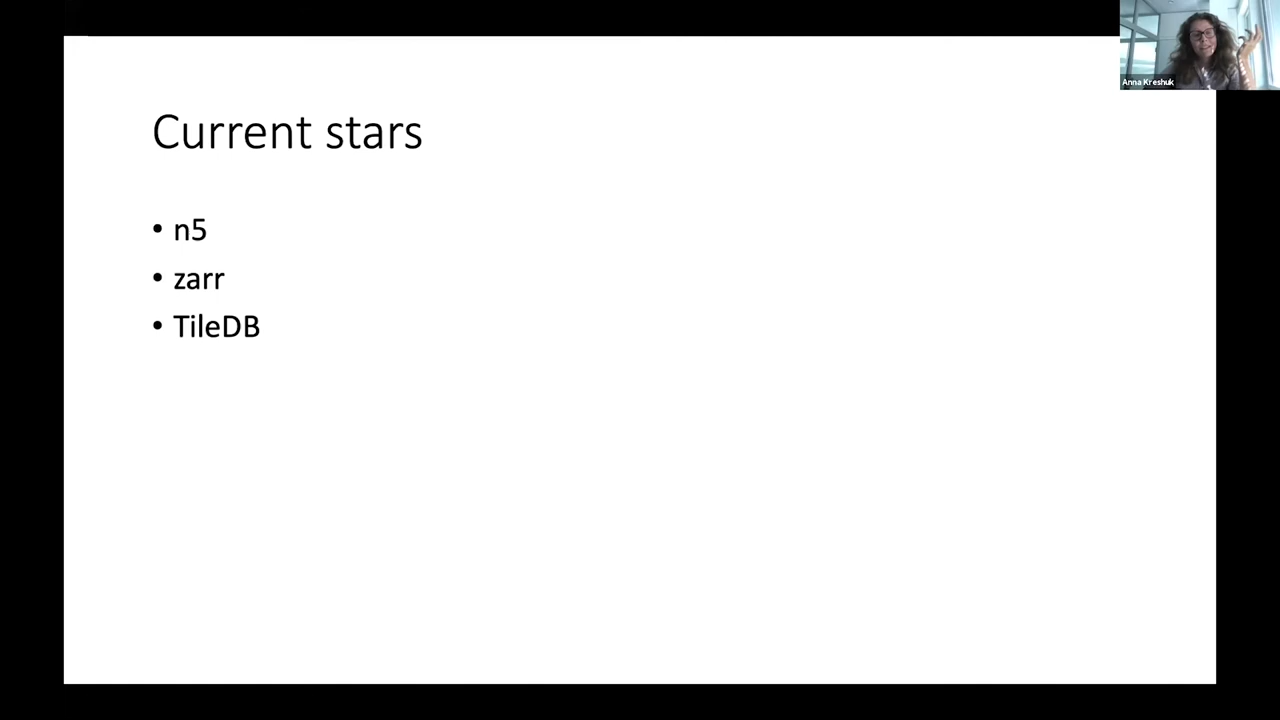 Anna Kreshuk
Current stars
• n5
• zarr
• TileDB